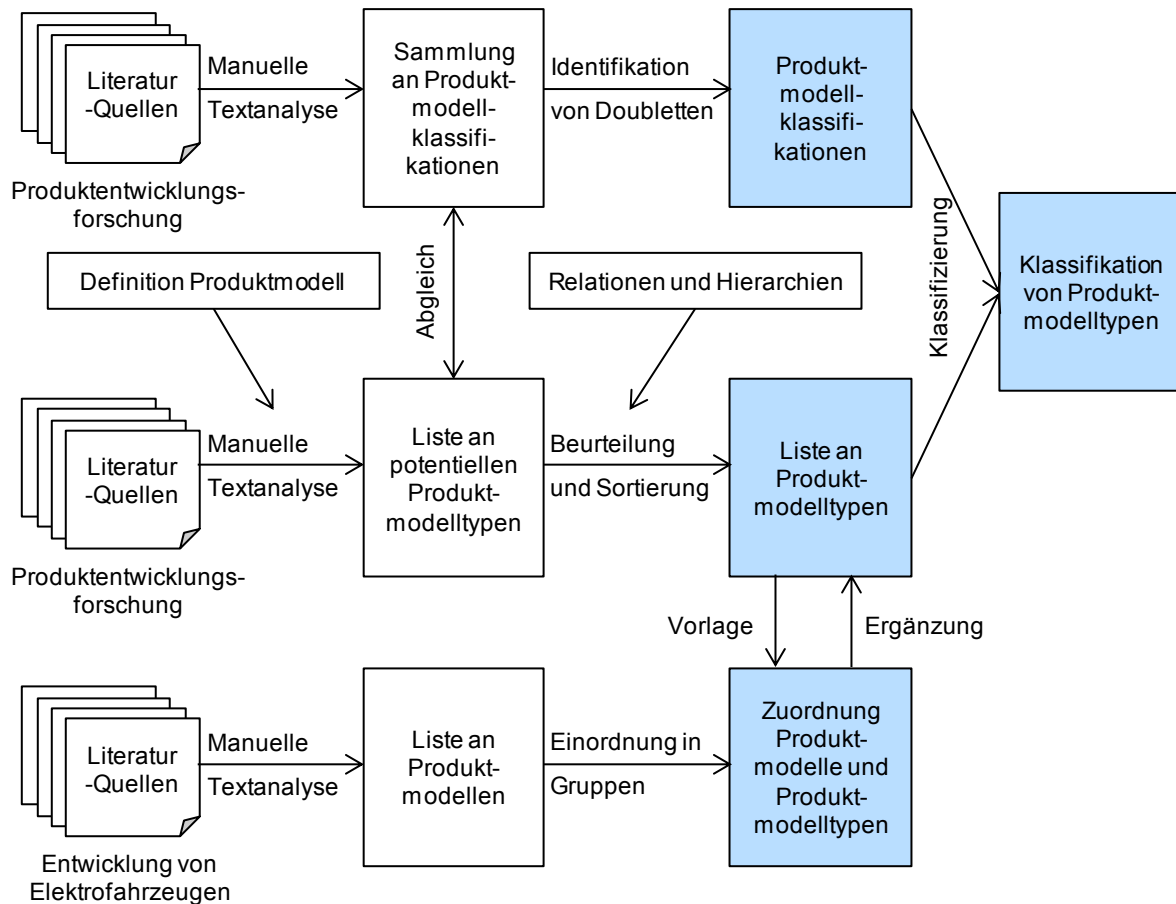 Literatur
-Quellen
Produktentwicklungs-
forschung
Manuelle
Textanalyse
Sammlung
an Produkt-
modell-
klassifi-
kationen
Identifikation
von Doubletten
Produkt-
modell-
klassifi-
kationen
Klassifizierung
Klassifikation
von Produkt-
modelltypen
Definition Produktmodell
Abgleich
Relationen und Hierarchien
Literatur
-Quellen
Produktentwicklungs-
forschung
Manuelle
Textanalyse
Liste an
potentiellen
Produkt-
modelltypen
Beurteilung
und Sortierung
Liste an
Produkt-
modelltypen
Vorlage
Ergänzung
Literatur
-Quellen
Entwicklung von
Elektrofahrzeugen
Manuelle
Textanalyse
Liste an
Produkt-
modellen
Einordnung in
Gruppen
Zuordnung
Produkt-
modelle und
Produkt-
modelltypen